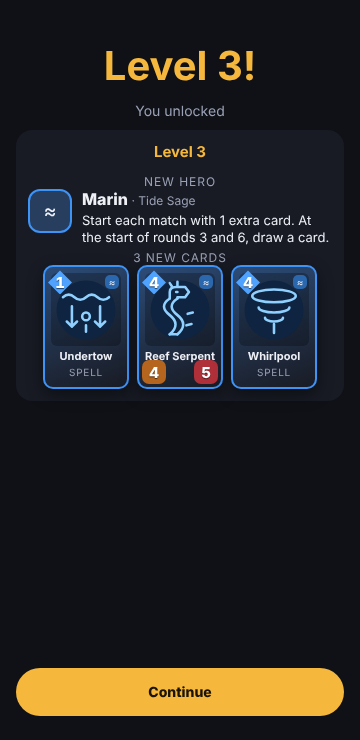 Level 3!
You unlocked
Level 3
NEW HERO
≈
Marin · Tide Sage
Start each match with 1 extra card. At
the start of rounds 3 and 6, draw a card.
3 NEW CARDS
1 ≈
Undertow
SPELL
4 ≈
Reef Serpent
4 5
4 ≈
Whirlpool
SPELL
Continue